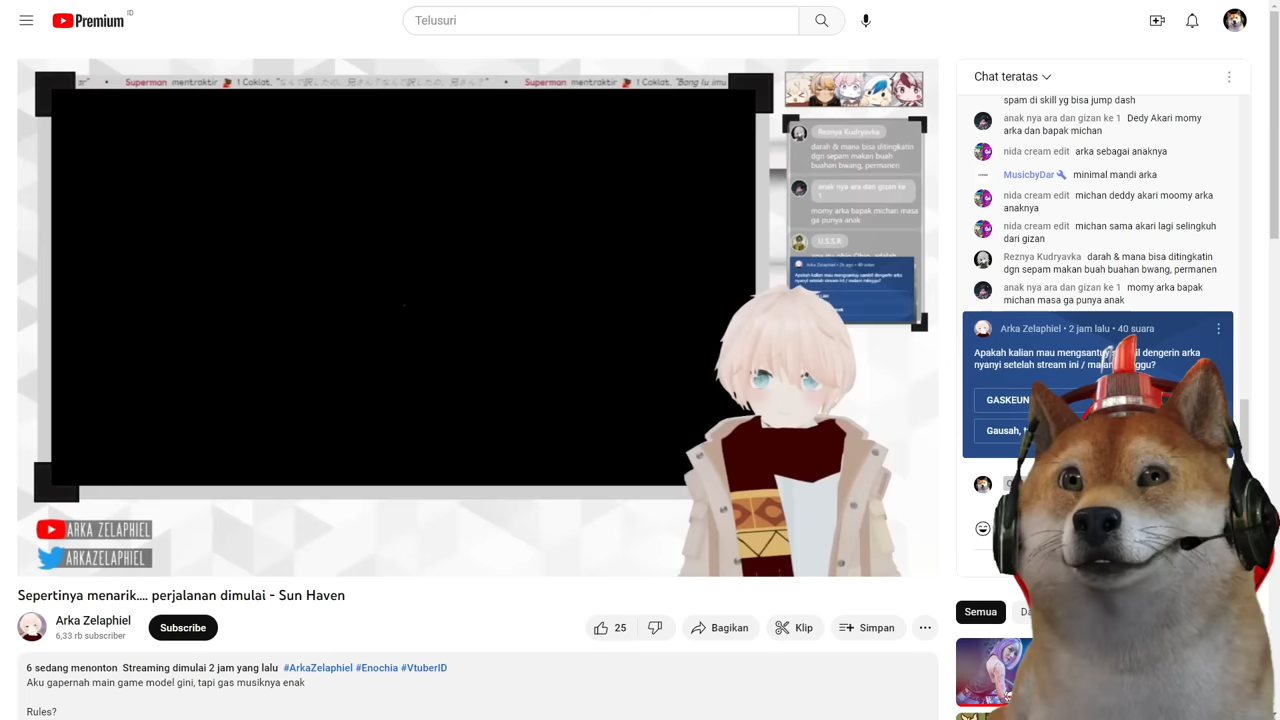 Premium ID
Telusuri
Superman mentraktir 1 Coklat,
Superman mentraktir 1 Coklat, "Bang lu imu
Reznya Kudryavka
darah & mana bisa ditingkatin
dgn sepam makan buah
buahan bwang, permanen
anak nya ara dan gizan ke
1
momy arka bapak michan masa
ga punya anak
U.S.S.R
ARKA ZELAPHIEL
ARKAZELAPHIEL
Sepertinya menarik.... perjalanan dimulai - Sun Haven
Arka Zelaphiel
6,33 rb subscriber
Subscribe
25
Bagikan
Klip
Simpan
6 sedang menonton Streaming dimulai 2 jam yang lalu #ArkaZelaphiel #Enochia #VtuberID
Aku gapernah main game model gini, tapi gas musiknya enak
Rules?
Chat teratas
spam di skill yg bisa jump dash
anak nya ara dan gizan ke 1 Dedy Akari momy
arka dan bapak michan
nida cream edit arka sebagai anaknya
MusicbyDar minimal mandi arka
nida cream edit michan deddy akari moomy arka
anaknya
nida cream edit michan sama akari lagi selingkuh
dari gizan
Reznya Kudryavka darah & mana bisa ditingkatin
dgn sepam makan buah buahan bwang, permanen
anak nya ara dan gizan ke 1 momy arka bapak
michan masa ga punya anak
Arka Zelaphiel • 2 jam lalu • 40 suara
Apakah kalian mau mengsantuy dengerin arka
nyanyi setelah stream ini /
GASKEUN
Gausah,
Semua